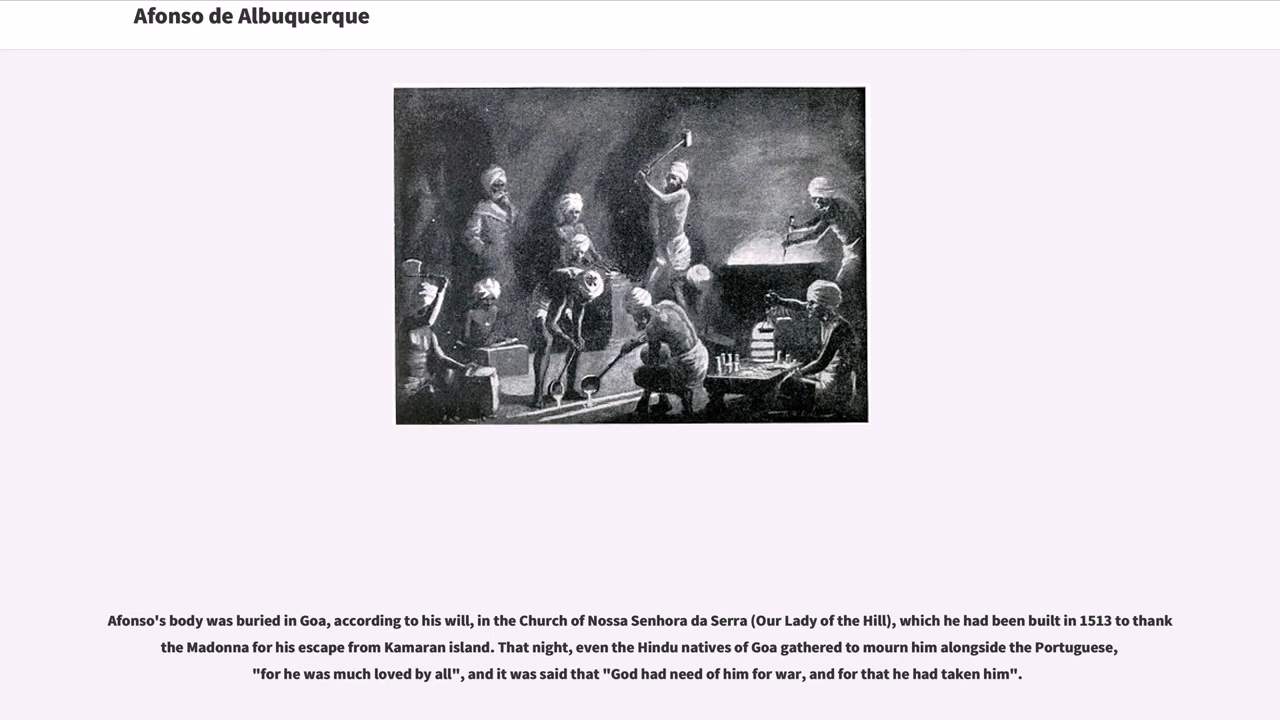 Afonso de Albuquerque
Afonso's body was buried in Goa, according to his will, in the Church of Nossa Senhora da Serra (Our Lady of the Hill), which he had been built in 1513 to thank
the Madonna for his escape from Kamaran island. That night, even the Hindu natives of Goa gathered to mourn him alongside the Portuguese,
"for he was much loved by all", and it was said that "God had need of him for war, and for that he had taken him".